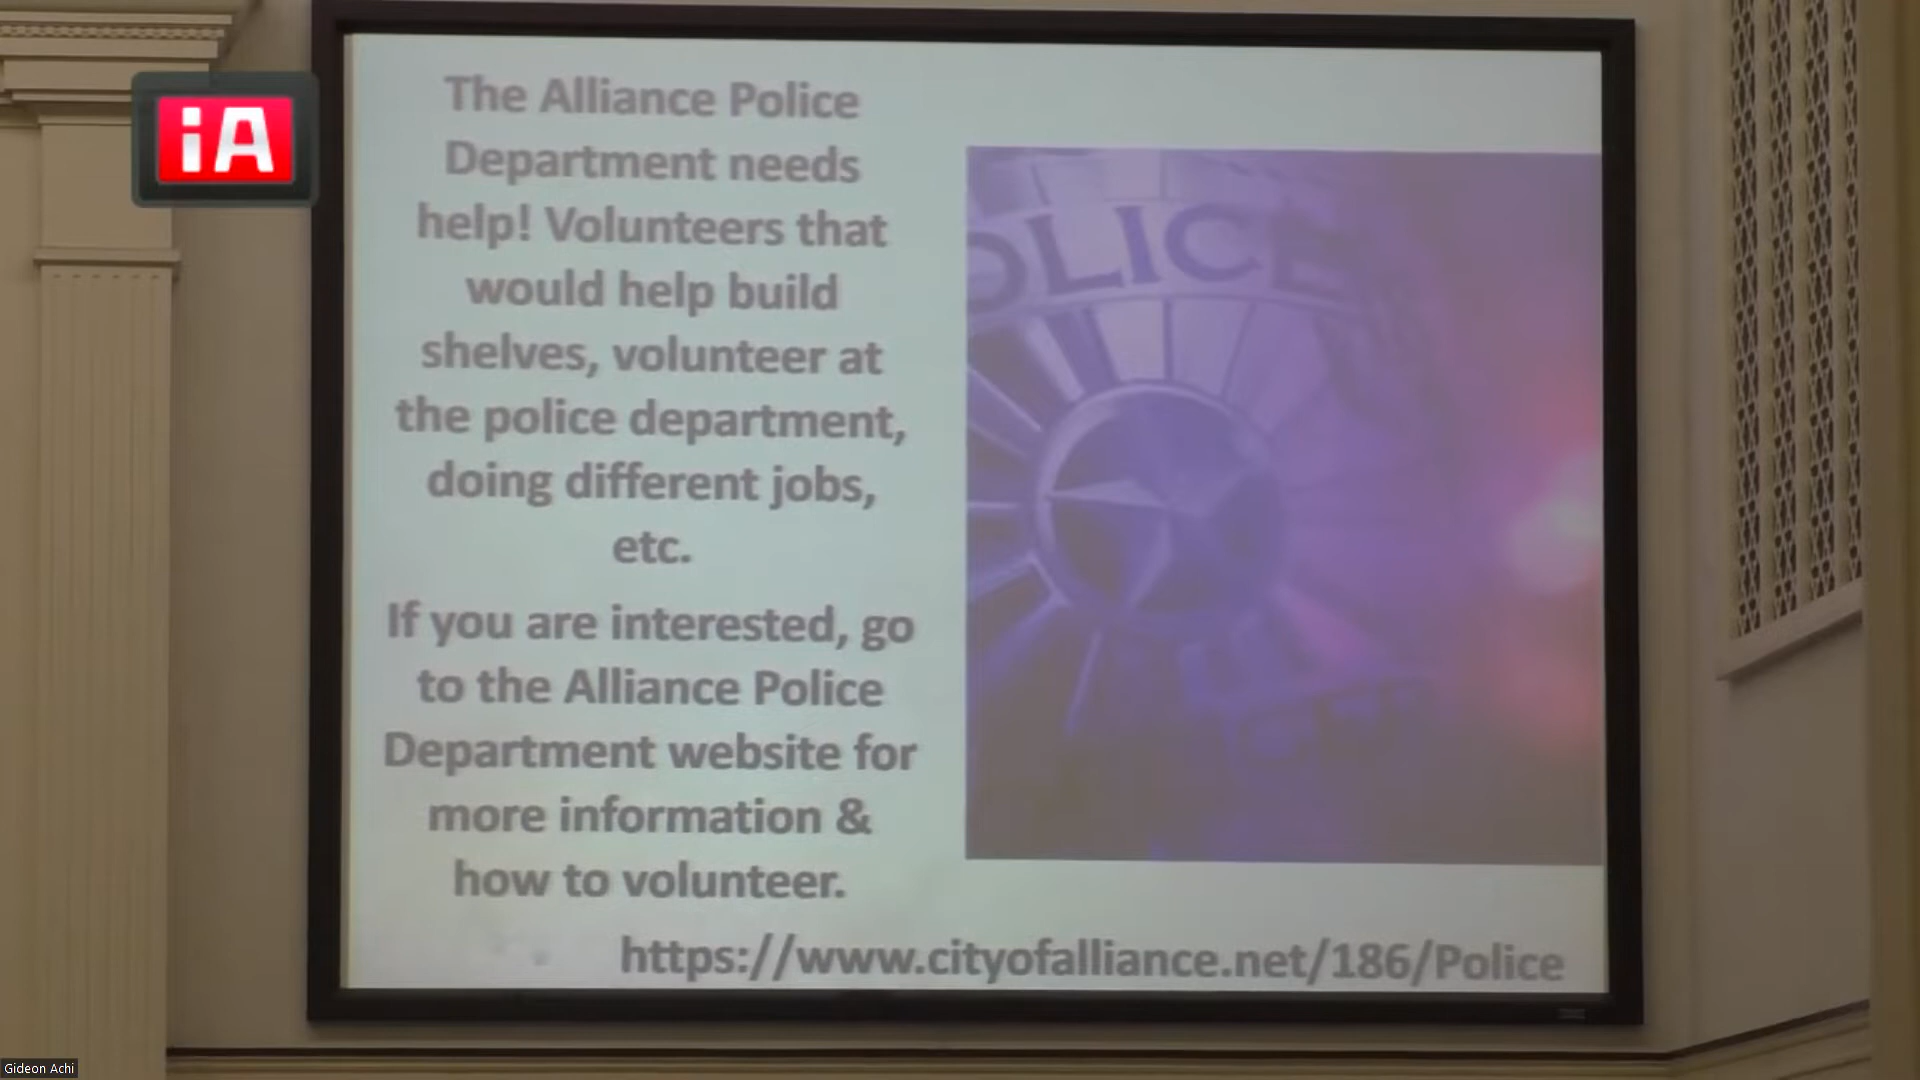 iA
The Alliance Police
Department needs
help! Volunteers that
would help build
shelves, volunteer at
the police department,
doing different jobs,
etc.
If you are interested, go
to the Alliance Police
Department website for
more information &
how to volunteer.
https://www.cityofalliance.net/186/Police
OLICE
Gideon Achi